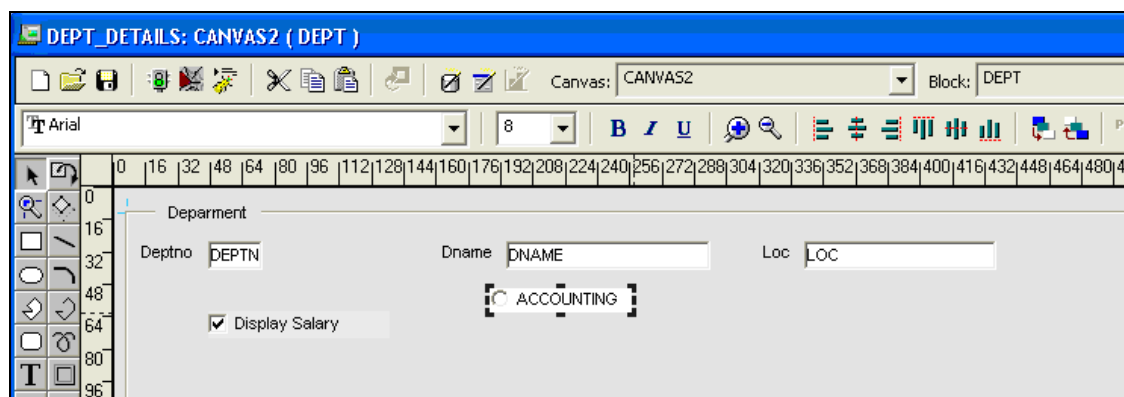 DEPT_DETAILS: CANVAS2 ( DEPT )
Canvas: CANVAS2 Block: DEPT
Arial 8 B I U
0 16 32 48 64 80 96 112 128 144 160 176 192 208 224 240 256 272 288 304 320 336 352 368 384 400 416 432 448 464 480 4
0
16
32
48
64
80
96
Deparment
Deptno DEPTN Dname DNAME Loc LOC
ACCOUNTING
Display Salary
T